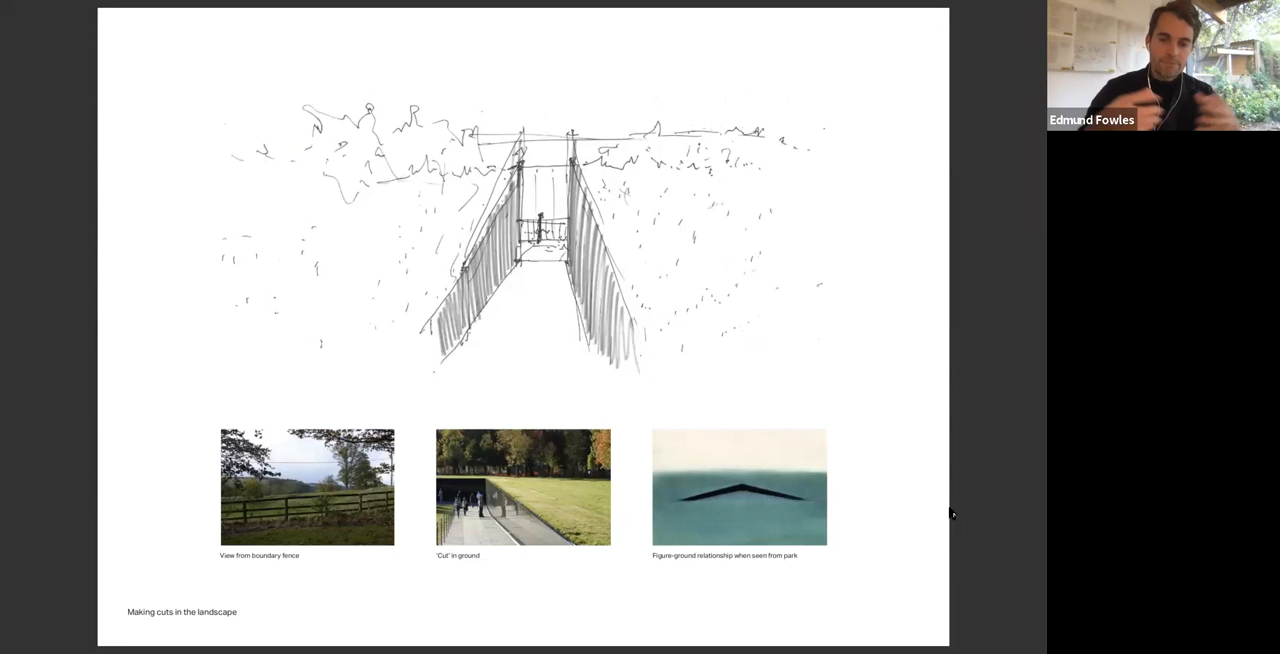 Edmund Fowles
View from boundary fence
'Cut' in ground
Figure-ground relationship when seen from park
Making cuts in the landscape